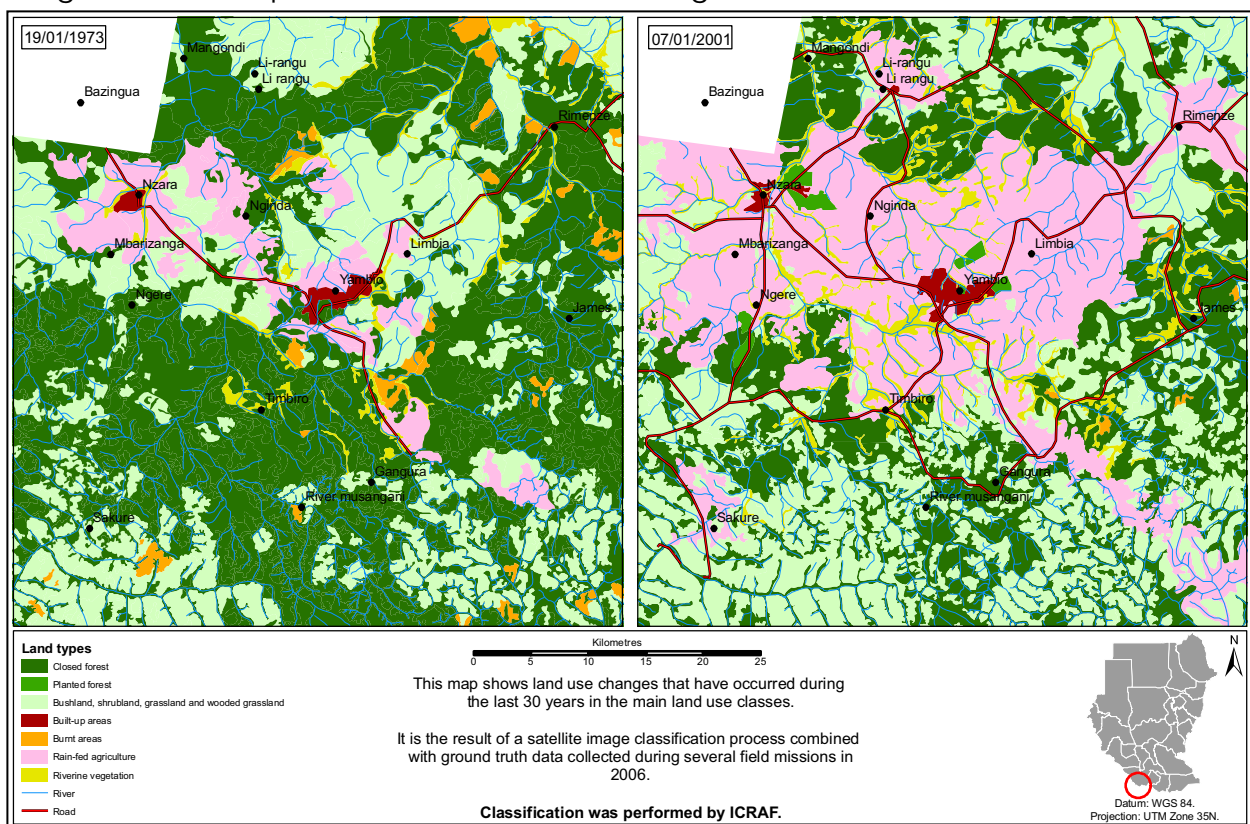 19/01/1973
Mangondi
Li-rangu
Li rangu
Bazingua
Rimenze
Nzara
Nginda
Mbarizanga
Limbia
Yambio
Ngere
James
Timbiro
Gangura
River musangani
Sakure
07/01/2001
Mangondi
Li-rangu
Li rangu
Bazingua
Rimenze
Nzara
Nginda
Mbarizanga
Limbia
Yambio
Ngere
James
Timbiro
Gangura
River musangani
Sakure
Land types
Closed forest
Planted forest
Bushland, shrubland, grassland and wooded grassland
Built-up areas
Burnt areas
Rain-fed agriculture
Riverine vegetation
River
Road
Kilometres
0 5 10 15 20 25
This map shows land use changes that have occurred during
the last 30 years in the main land use classes.
It is the result of a satellite image classification process combined
with ground truth data collected during several field missions in
2006.
Classification was performed by ICRAF.
N
Datum: WGS 84.
Projection: UTM Zone 35N.